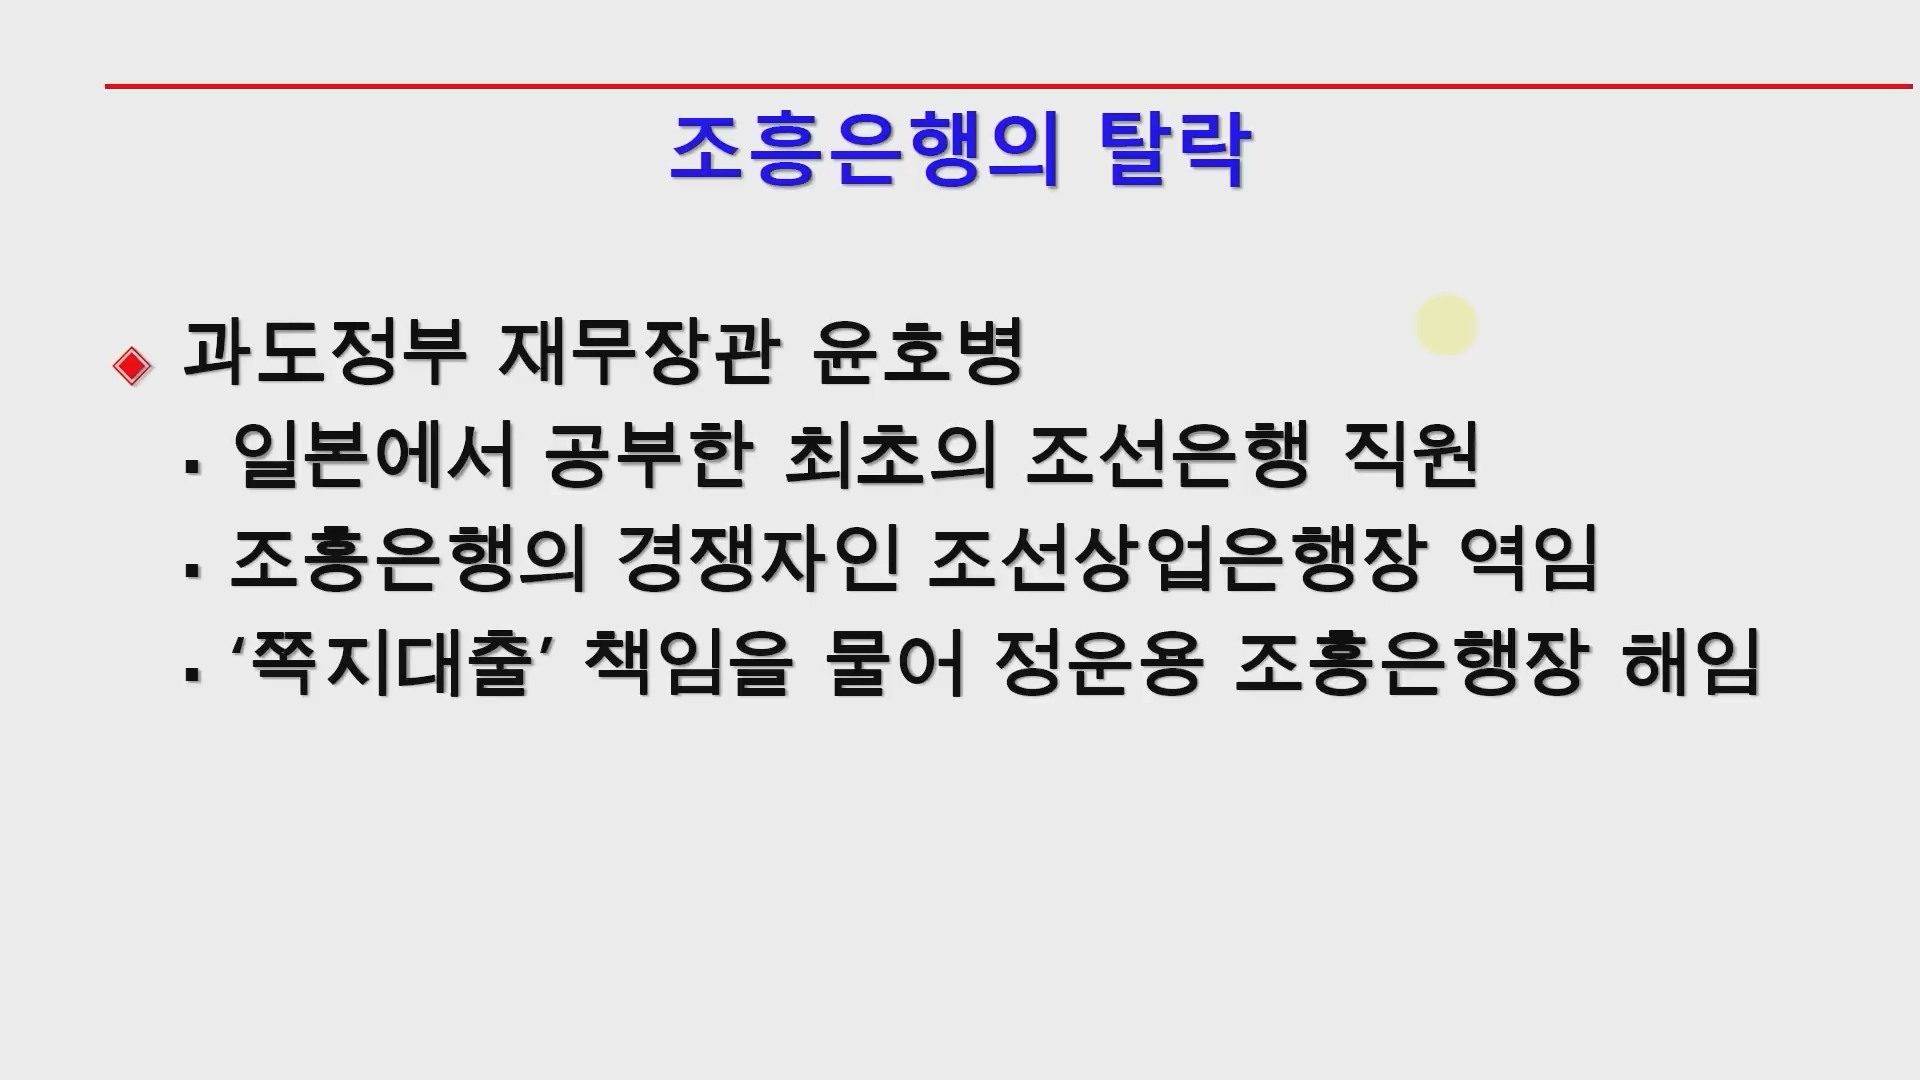 조흥은행의 탈락
◈ 과도정부 재무장관 윤호병
▪ 일본에서 공부한 최초의 조선은행 직원
▪ 조흥은행의 경쟁자인 조선상업은행장 역임
▪ ‘쪽지대출’ 책임을 물어 정운용 조흥은행장 해임